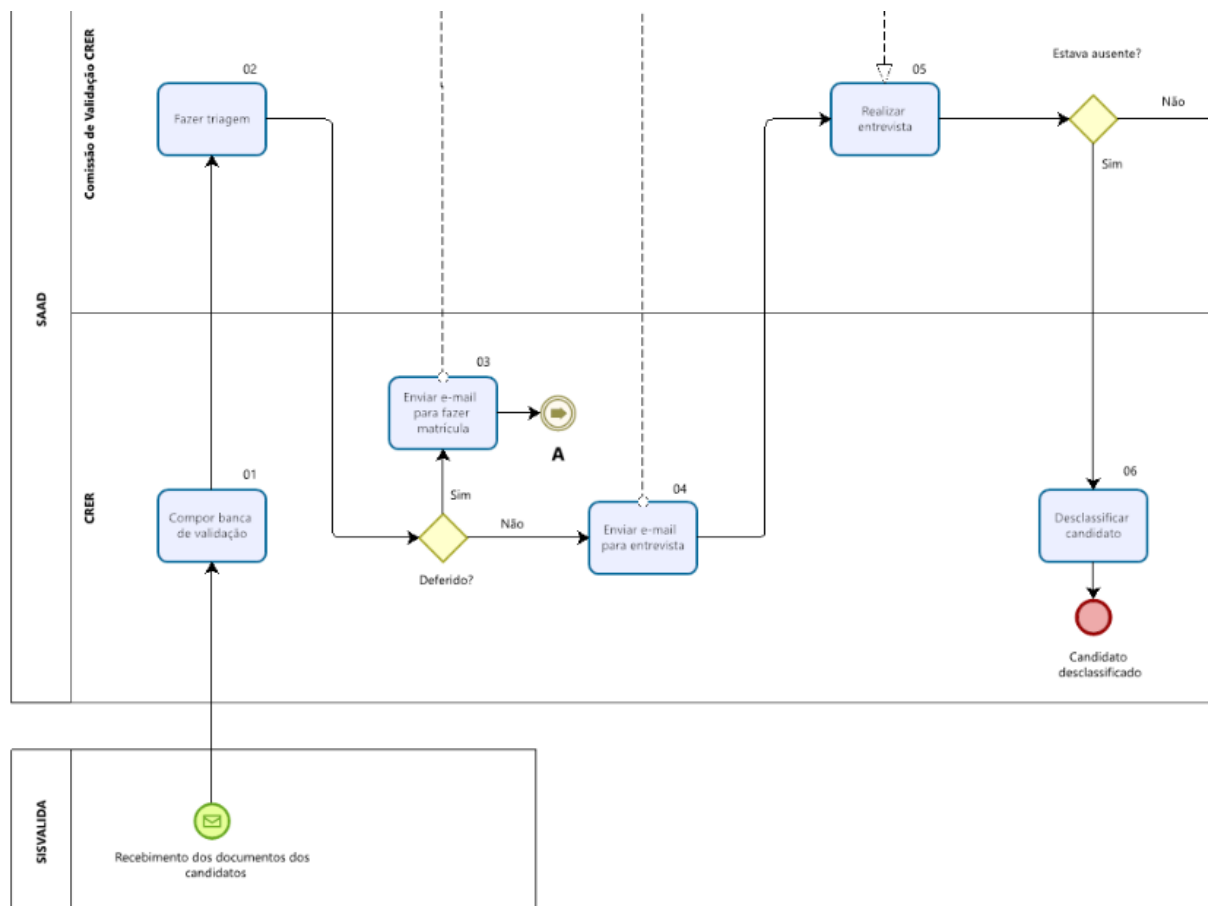 SAAD
Comissão de Validação CRER
02
Fazer triagem
05
Realizar
entrevista
Estava ausente?
Não
Sim
CRER
03
Enviar e-mail
para fazer
matrícula
A
Sim
01
Compor banca
de validação
Deferido?
Não
04
Enviar e-mail
para entrevista
06
Desclassificar
candidato
Candidato
desclassificado
SISVALIDA
Recebimento dos documentos dos
candidatos